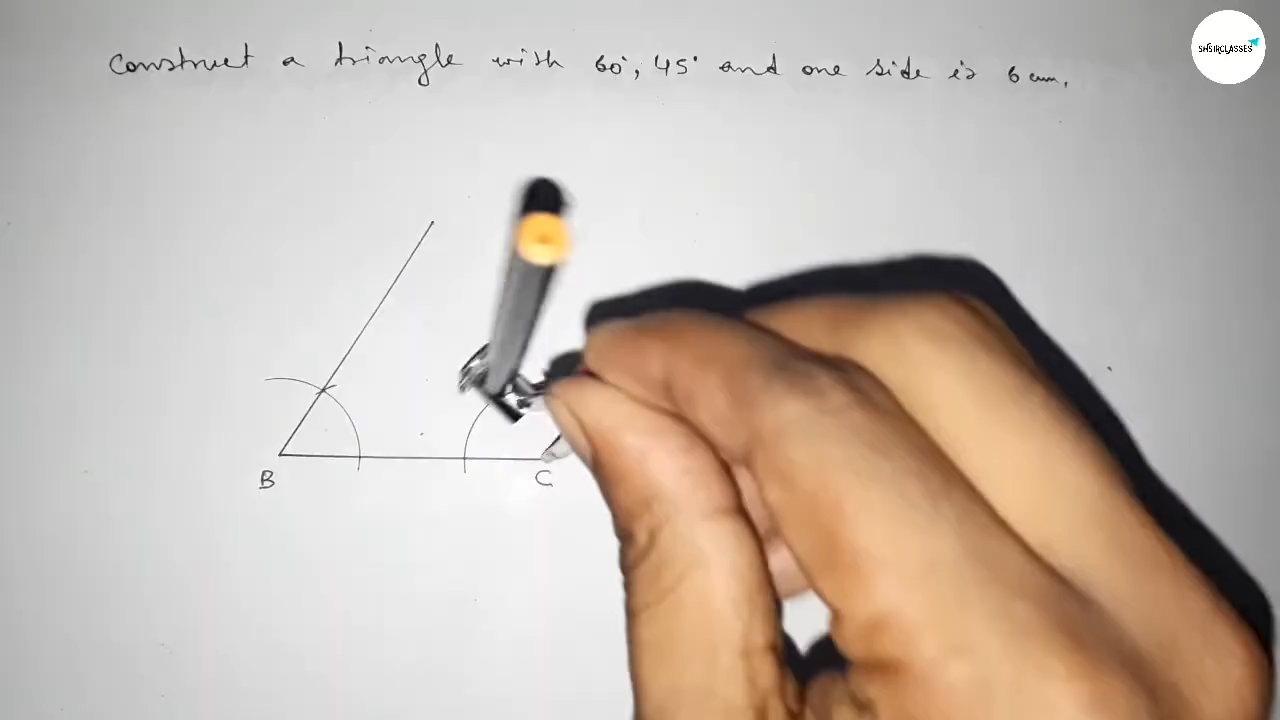 SHSIRCLASSES
construct a triangle with 60°, 45° and one side is 6 cm.
B
C